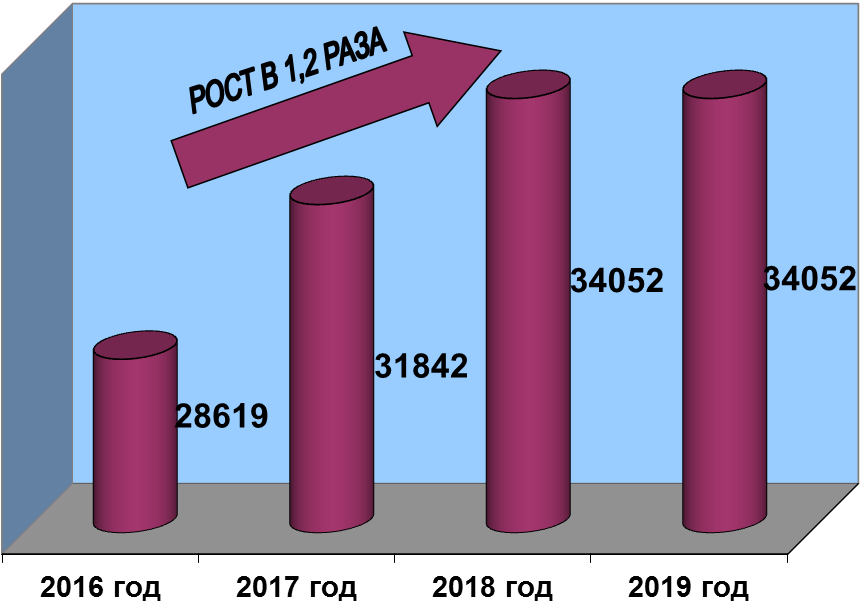 РОСТ В 1,2 РАЗА
34052
34052
31842
28619
2016 год
2017 год
2018 год
2019 год